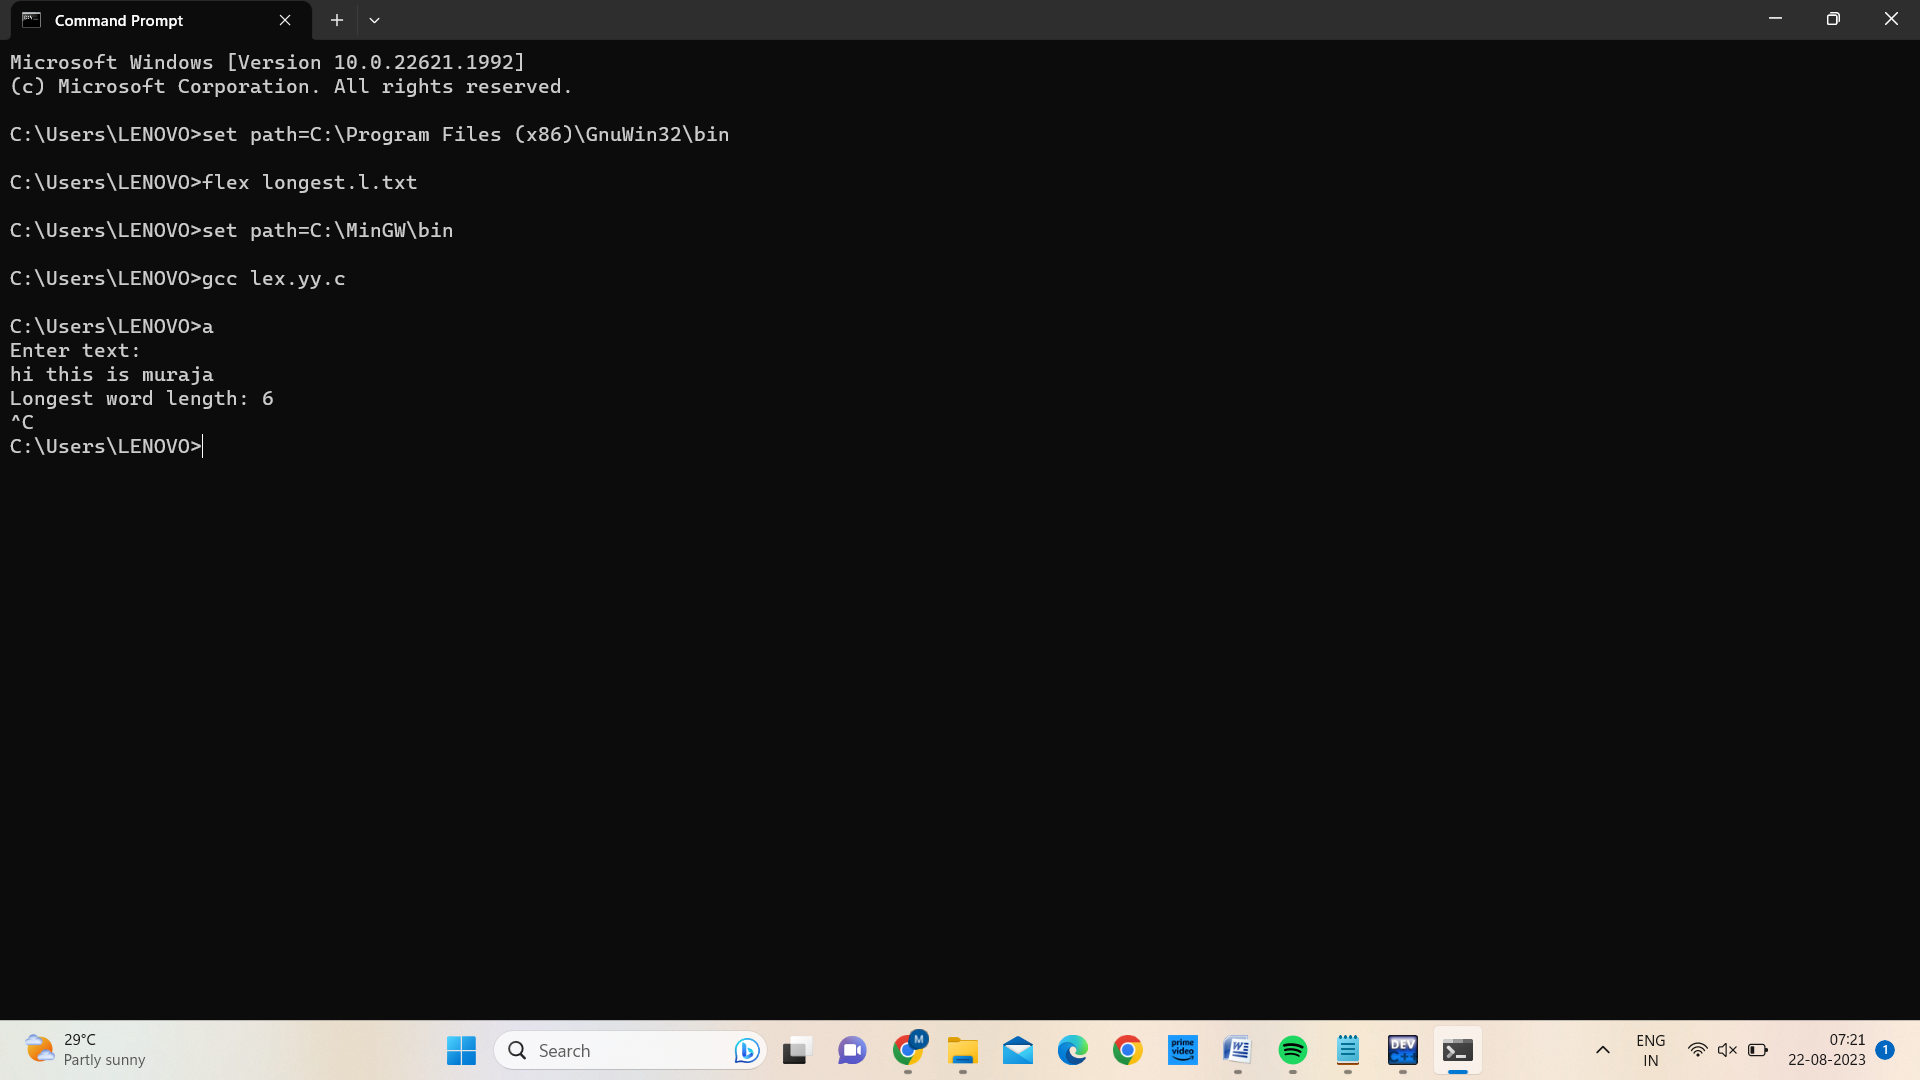 Command Prompt
Microsoft Windows [Version 10.0.22621.1992]
(c) Microsoft Corporation. All rights reserved.
C:\Users\LENOVO>set path=C:\Program Files (x86)\GnuWin32\bin
C:\Users\LENOVO>flex longest.l.txt
C:\Users\LENOVO>set path=C:\MinGW\bin
C:\Users\LENOVO>gcc lex.yy.c
C:\Users\LENOVO>a
Enter text:
hi this is muraja
Longest word length: 6
^C
C:\Users\LENOVO>
29°C
Partly sunny
Search
M
prime video
W
DEV C++
ENG
IN
07:21
22-08-2023
1